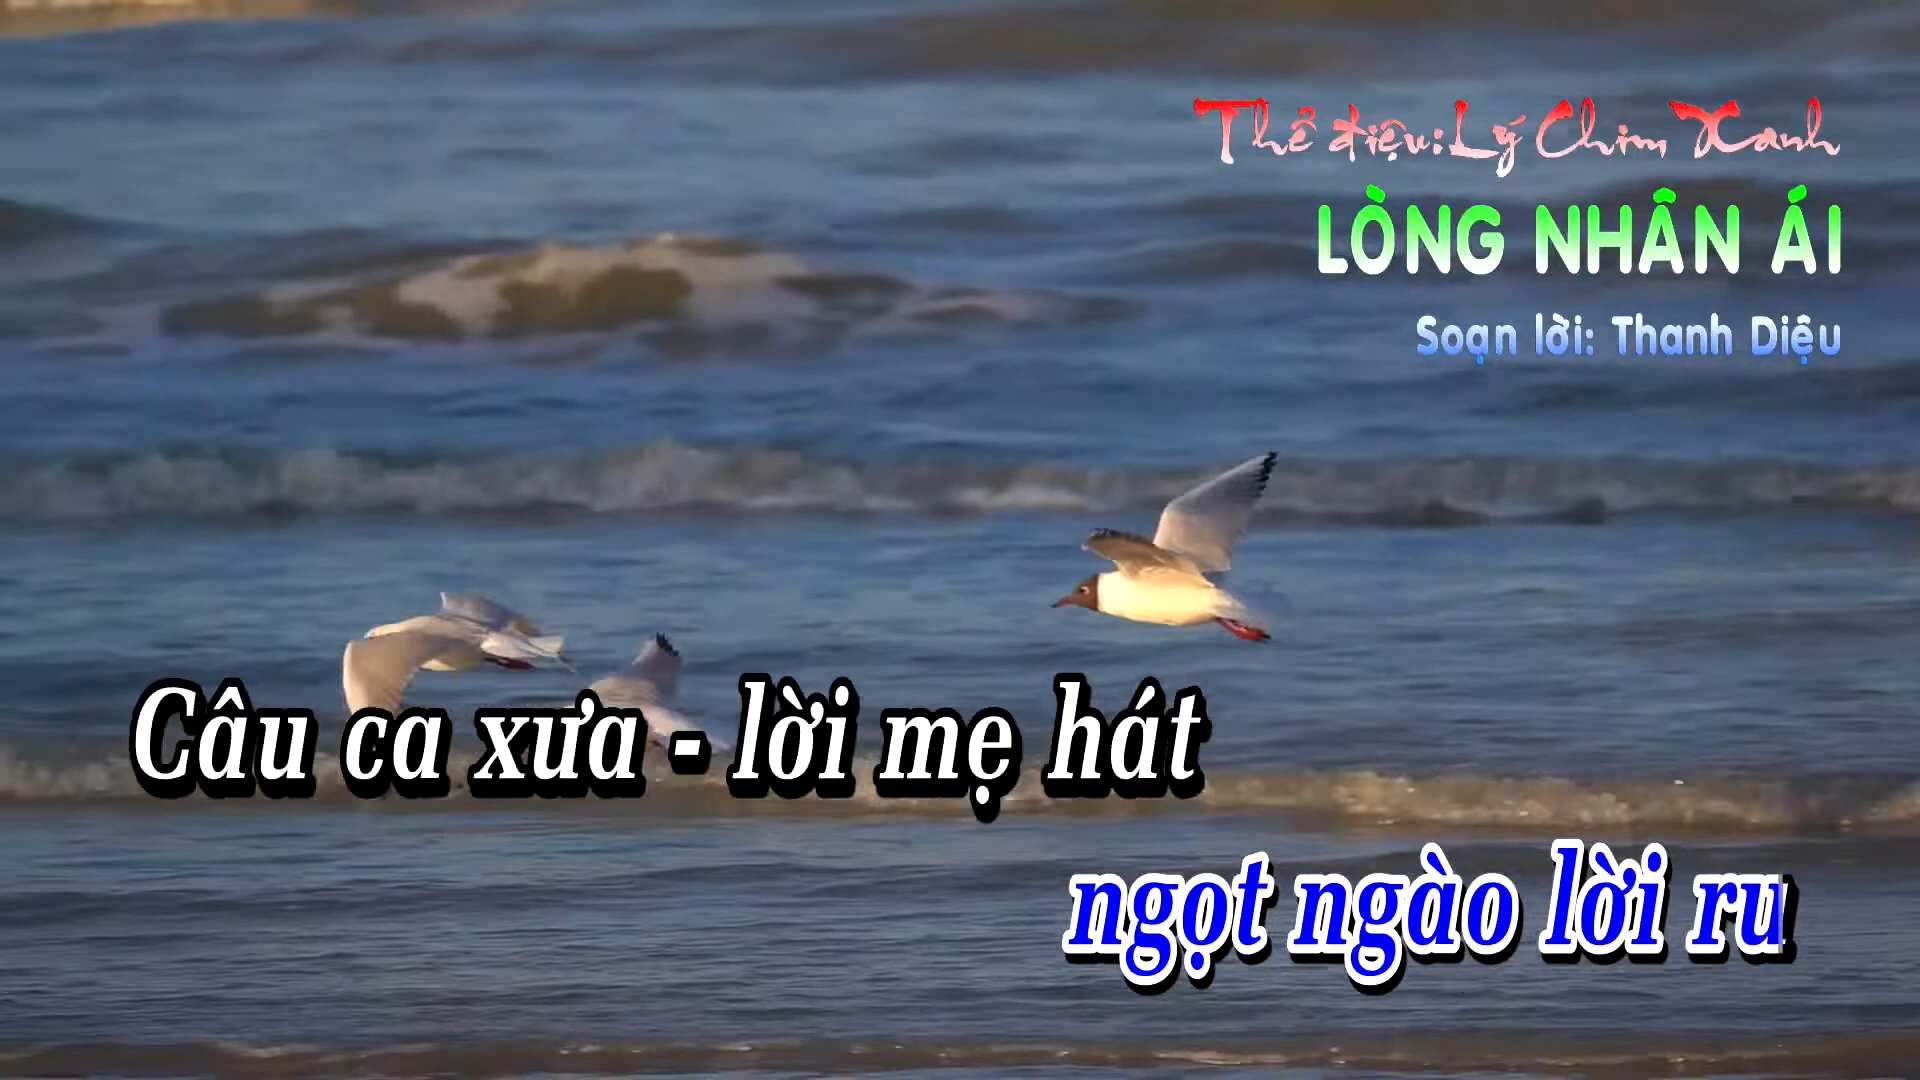 Thể điệu: Lý Chim Xanh
LÒNG NHÂN ÁI
Soạn lời: Thanh Diệu
Câu ca xưa - lời mẹ hát
ngọt ngào lời ru